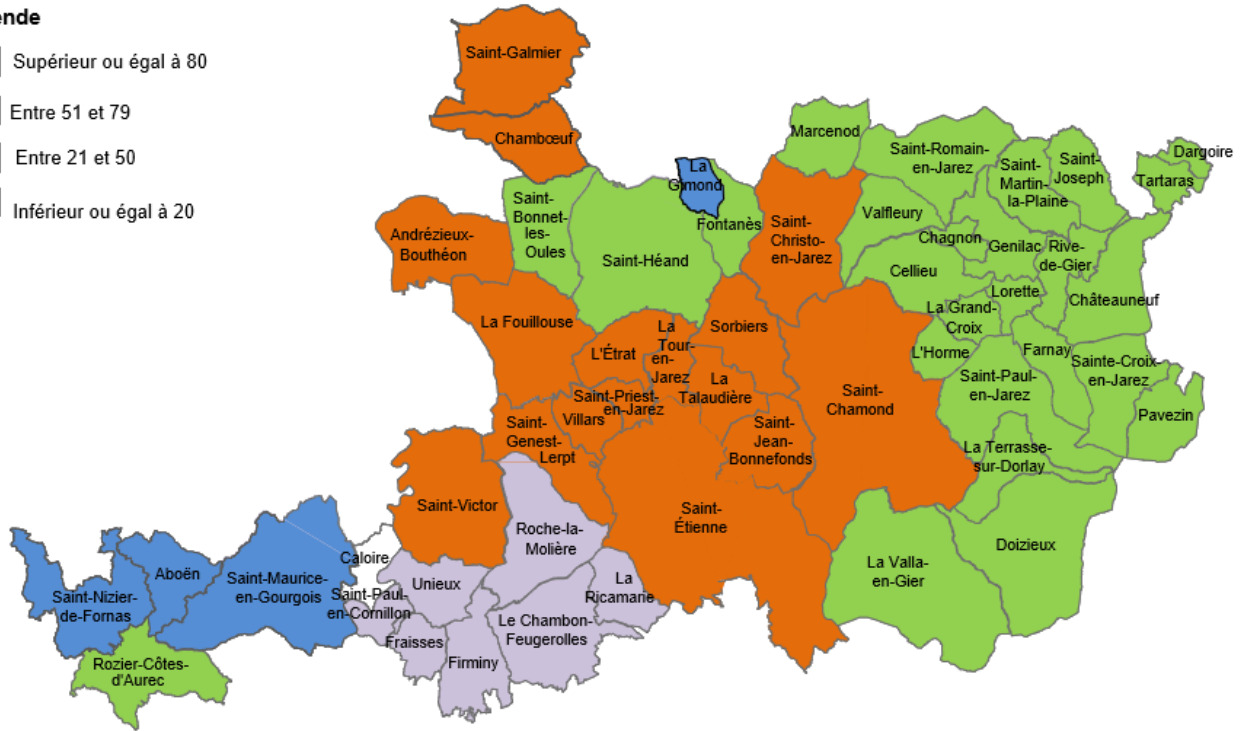 ende
Supérieur ou égal à 80
Entre 51 et 79
Entre 21 et 50
Inférieur ou égal à 20
Saint-Galmier
Chambœuf
Andrézieux-
Bouthéon
Saint-
Bonnet-
les-
Oules
Saint-Héand
La
Gimond
Fontanès
Marcenod
Saint-
Christo-
en-Jarez
Saint-Romain-
en-Jarez
Saint-
Martin-
la-Plaine
Saint-
Joseph
Dargoire
Tartaras
Valfleury
Chagnon
Genilac
Rive-
de-Gier
Cellieu
Lorette
Châteauneuf
La Grand-
Croix
L'Horme
Farnay
Sainte-Croix-
en-Jarez
Saint-Paul-
en-Jarez
Pavezin
La Terrasse-
sur-Dorlay
Doizieux
La Valla-
en-Gier
La Fouillouse
L'Étrat
La
Tour-
en-
Jarez
Sorbiers
La
Talaudière
Saint-Priest-
en-Jarez
Villars
Saint-
Genest-
Lerpt
Saint-
Jean-
Bonnefonds
Saint-
Chamond
Saint-
Étienne
Saint-Victor
Roche-la-
Molière
La
Ricamarie
Caloire
Unieux
Saint-Paul-
en-Cornillon
Fraisses
Firminy
Le Chambon-
Feugerolles
Saint-Maurice-
en-Gourgois
Aboën
Saint-Nizier-
de-Fornas
Rozier-Côtes-
d'Aurec